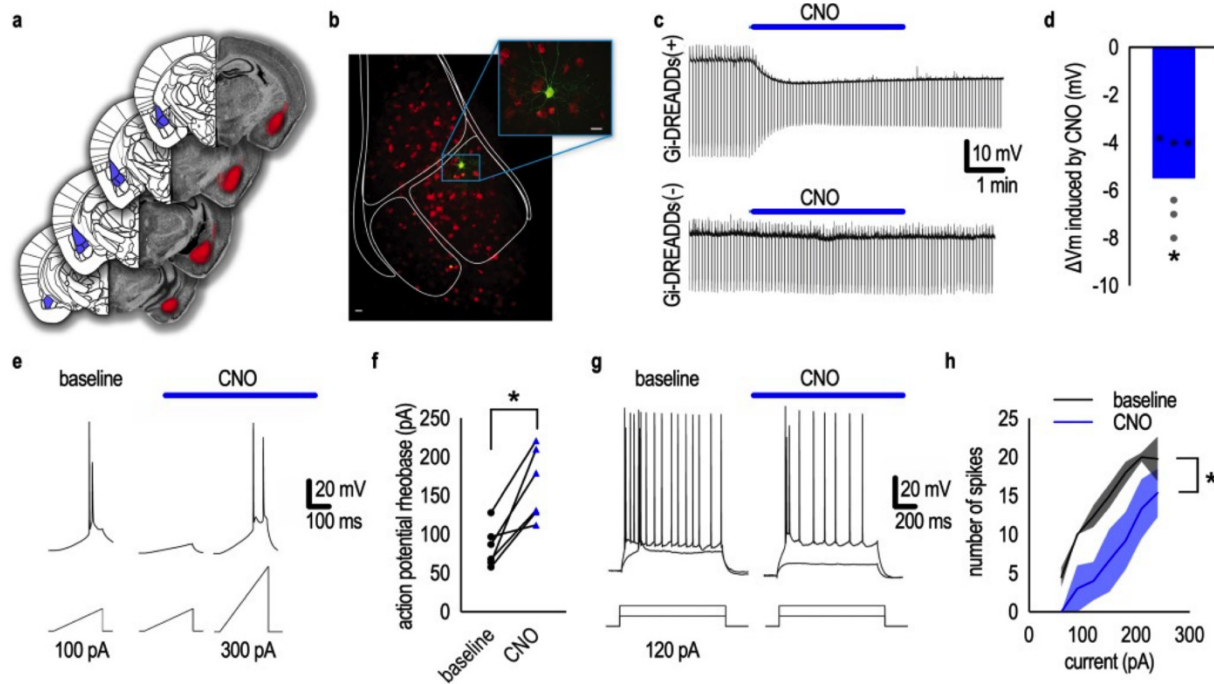 a
b
c
CNO
Gi-DREADDs(+)
10 mV
1 min
CNO
Gi-DREADDs(-)
d
ΔVm induced by CNO (mV)
0
-2
-4
-6
-8
-10
*
e
baseline
CNO
20 mV
100 ms
100 pA
300 pA
f
action potential rheobase (pA)
250
200
150
100
50
0
*
baseline
CNO
g
baseline
CNO
20 mV
200 ms
120 pA
h
baseline
CNO
number of spikes
25
20
15
10
5
0
*
0
100
200
300
current (pA)